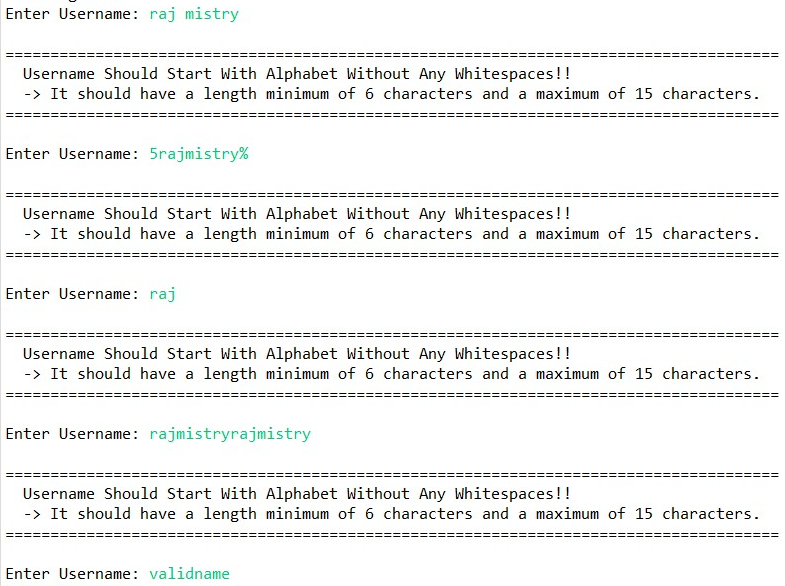 Enter Username: raj mistry
======================================================================================
Username Should Start With Alphabet Without Any Whitespaces!!
-> It should have a length minimum of 6 characters and a maximum of 15 characters.
======================================================================================
Enter Username: 5rajmistry%
======================================================================================
Username Should Start With Alphabet Without Any Whitespaces!!
-> It should have a length minimum of 6 characters and a maximum of 15 characters.
======================================================================================
Enter Username: raj
======================================================================================
Username Should Start With Alphabet Without Any Whitespaces!!
-> It should have a length minimum of 6 characters and a maximum of 15 characters.
======================================================================================
Enter Username: rajmistryrajmistry
======================================================================================
Username Should Start With Alphabet Without Any Whitespaces!!
-> It should have a length minimum of 6 characters and a maximum of 15 characters.
======================================================================================
Enter Username: validname